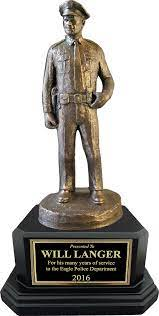 Presented To
WILL LANGER
For his many years of service
to the Eagle Police Department
2016